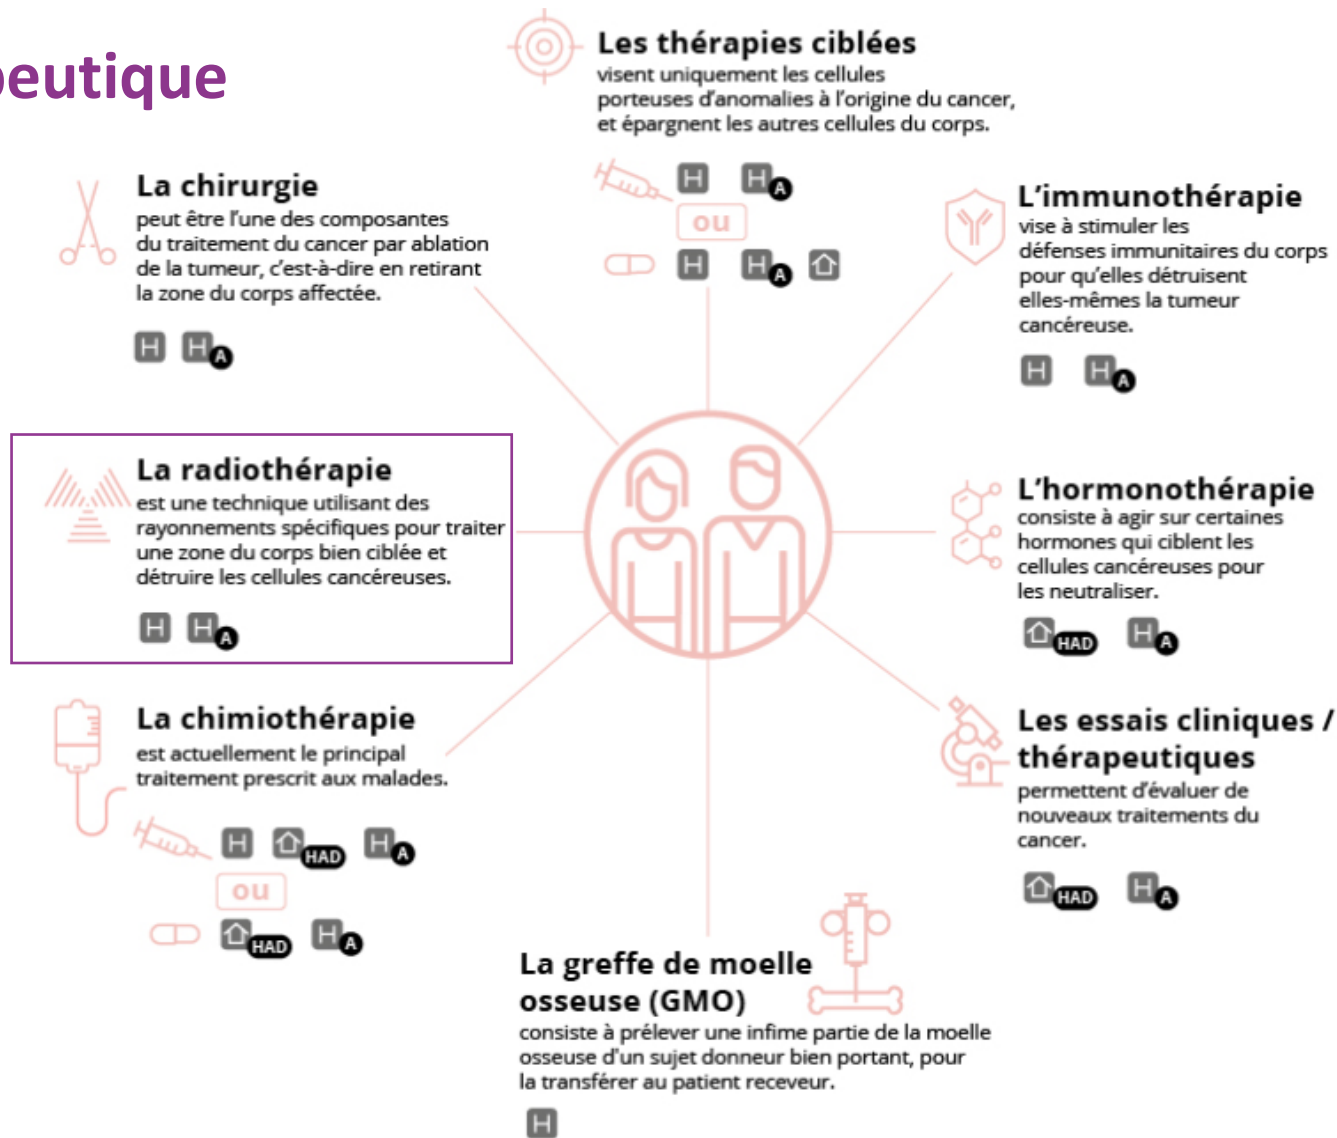 peutique
Les thérapies ciblées
visent uniquement les cellules
porteuses d'anomalies à l'origine du cancer,
et épargnent les autres cellules du corps.
H H A
ou
H H A
La chirurgie
peut être l'une des composantes
du traitement du cancer par ablation
de la tumeur, c'est-à-dire en retirant
la zone du corps affectée.
H H A
L'immunothérapie
vise à stimuler les
défenses immunitaires du corps
pour qu'elles détruisent
elles-mêmes la tumeur
cancéreuse.
H H A
La radiothérapie
est une technique utilisant des
rayonnements spécifiques pour traiter
une zone du corps bien ciblée et
détruire les cellules cancéreuses.
H H A
L'hormonothérapie
consiste à agir sur certaines
hormones qui ciblent les
cellules cancéreuses pour
les neutraliser.
HAD H A
La chimiothérapie
est actuellement le principal
traitement prescrit aux malades.
H HAD H A
ou
HAD H A
Les essais cliniques /
thérapeutiques
permettent d'évaluer de
nouveaux traitements du
cancer.
HAD H A
La greffe de moelle
osseuse (GMO)
consiste à prélever une infime partie de la moelle
osseuse d'un sujet donneur bien portant, pour
la transférer au patient receveur.
H